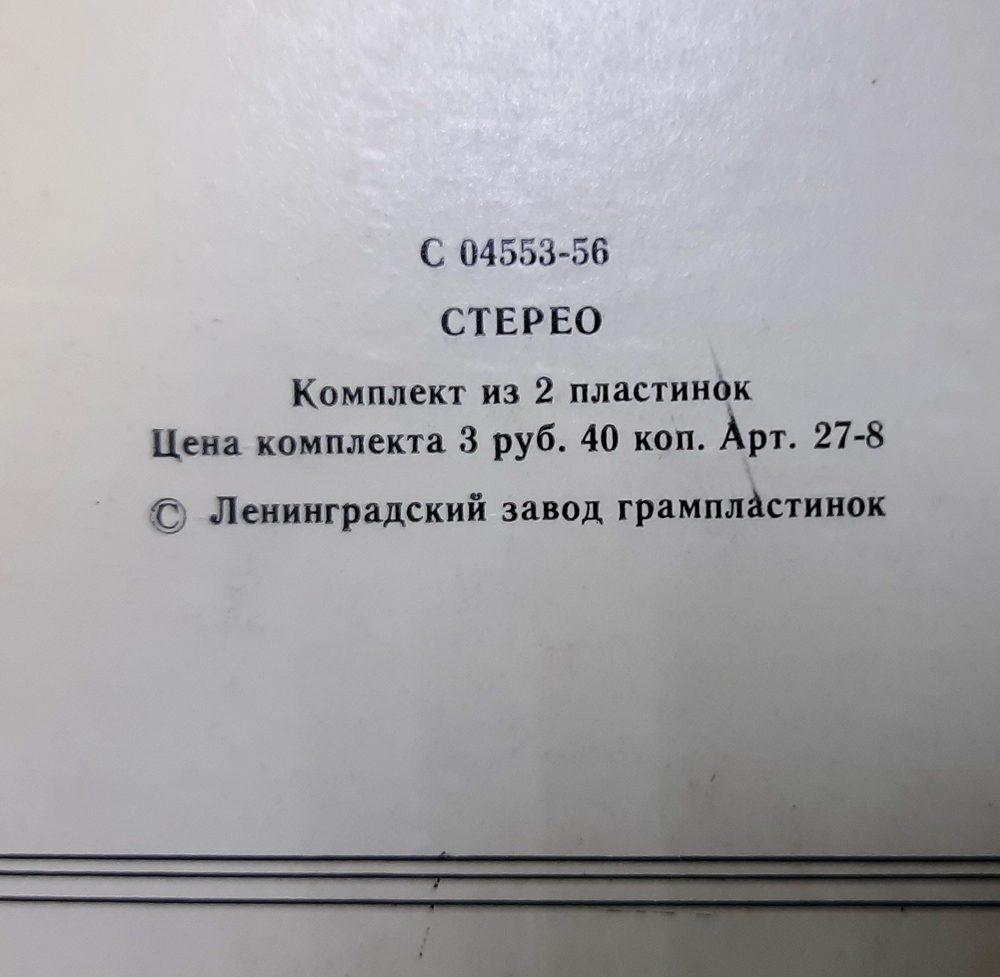 С 04553-56
СТЕРЕО
Комплект из 2 пластинок
Цена комплекта 3 руб. 40 коп. Арт. 27-8
© Ленинградский завод грампластинок